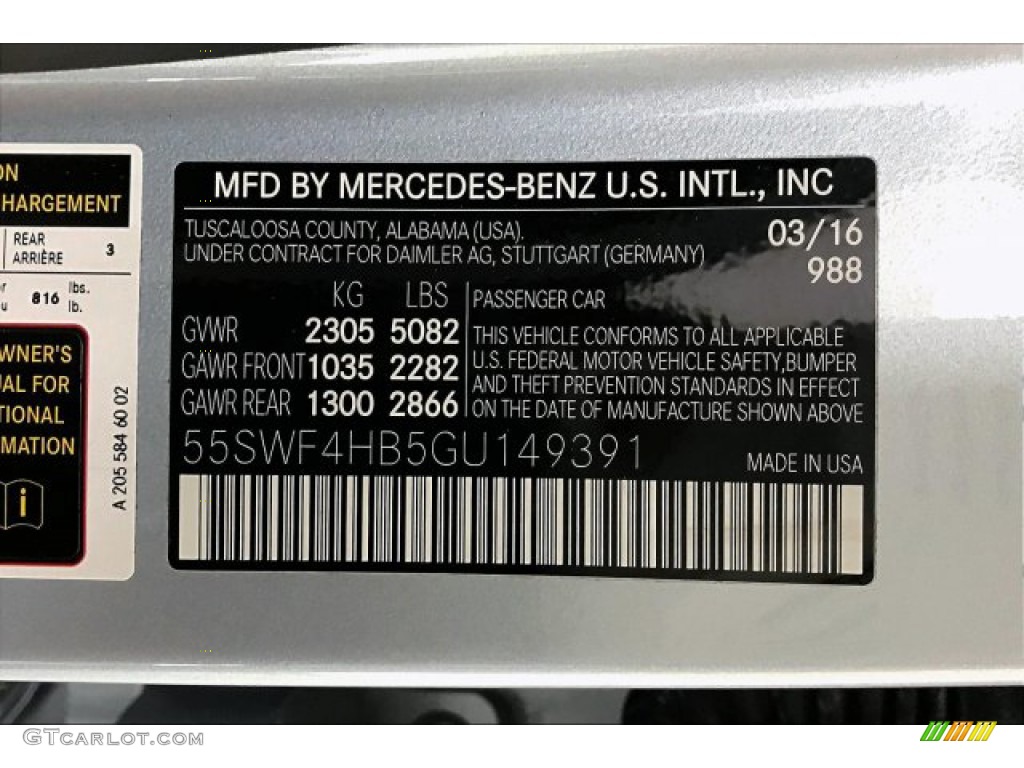 ON
HARGEMENT
REAR
ARRIÈRE 3
816 lbs.
lb.
WNER'S
UAL FOR
TIONAL
MATION
i
A 205 584 60 02
MFD BY MERCEDES-BENZ U.S. INTL., INC
TUSCALOOSA COUNTY, ALABAMA (USA). 03/16
UNDER CONTRACT FOR DAIMLER AG, STUTTGART (GERMANY) 988
KG LBS
GVWR 2305 5082
GAWR FRONT 1035 2282
GAWR REAR 1300 2866
PASSENGER CAR
THIS VEHICLE CONFORMS TO ALL APPLICABLE
U.S. FEDERAL MOTOR VEHICLE SAFETY,BUMPER
AND THEFT PREVENTION STANDARDS IN EFFECT
ON THE DATE OF MANUFACTURE SHOWN ABOVE
55SWF4HB5GU149391
MADE IN USA
GTcarlot.com